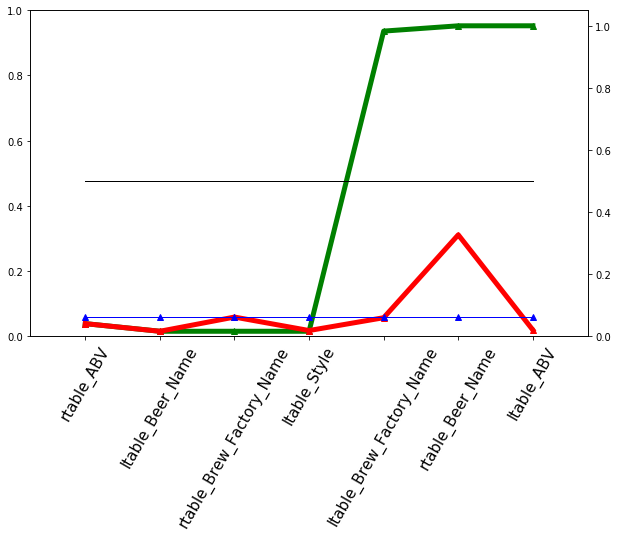 1.0
0.8
0.6
0.4
0.2
0.0
1.0
0.8
0.6
0.4
0.2
0.0
rtable_ABV
ltable_Beer_Name
rtable_Brew_Factory_Name
ltable_Style
ltable_Brew_Factory_Name
rtable_Beer_Name
ltable_ABV